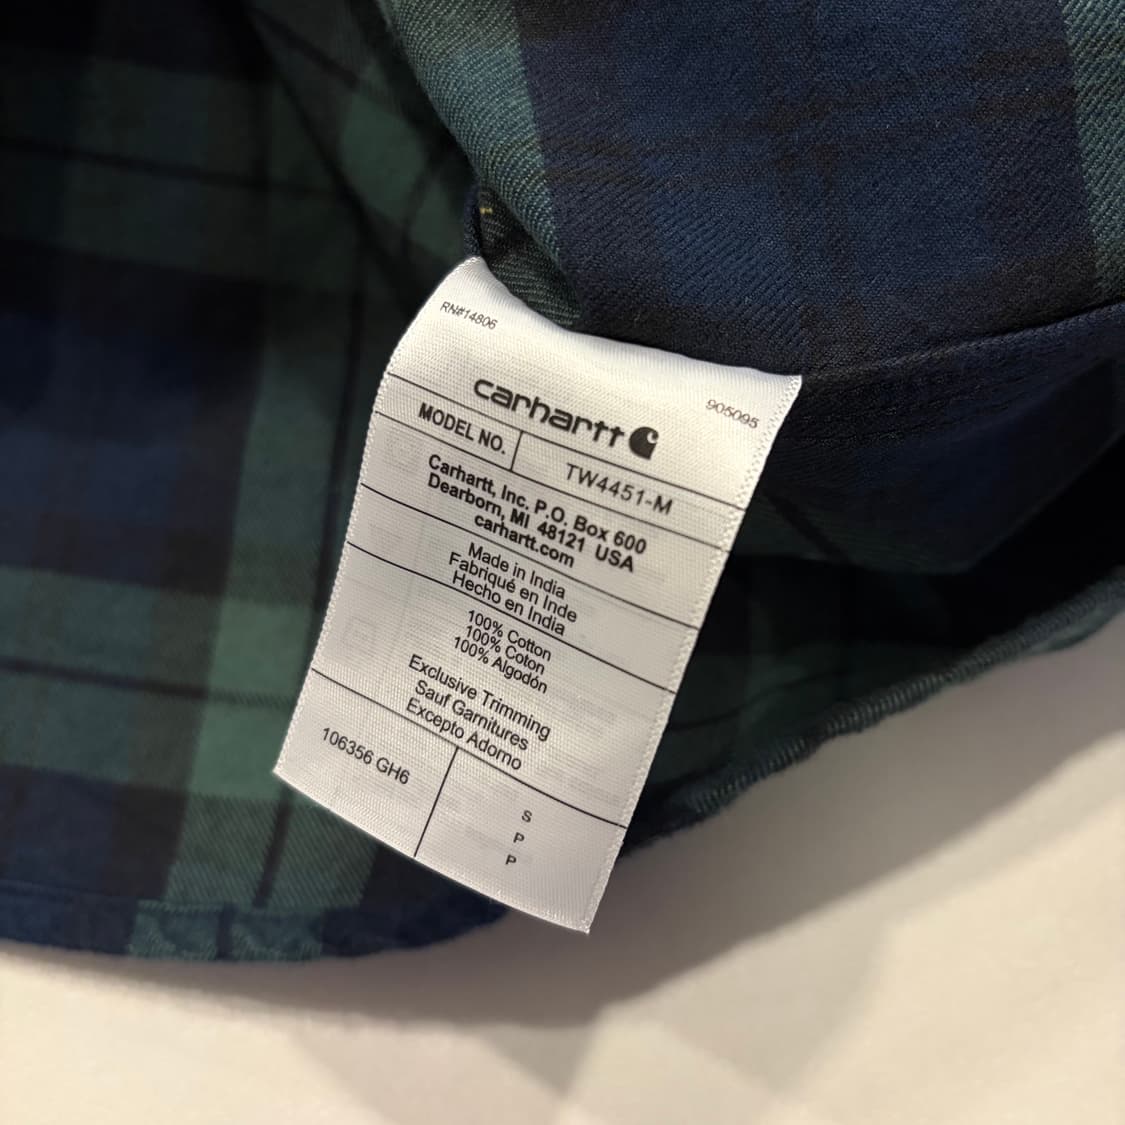 RN#14806
905095
carhartt
MODEL NO.
TW4451-M
Carhartt, Inc. P.O. Box 600
Dearborn, MI 48121 USA
carhartt.com
Made in India
Fabriqué en Inde
Hecho en India
100% Cotton
100% Coton
100% Algodón
Exclusive Trimming
Sauf Garnitures
Excepto Adorno
106356 GH6
S
P
P